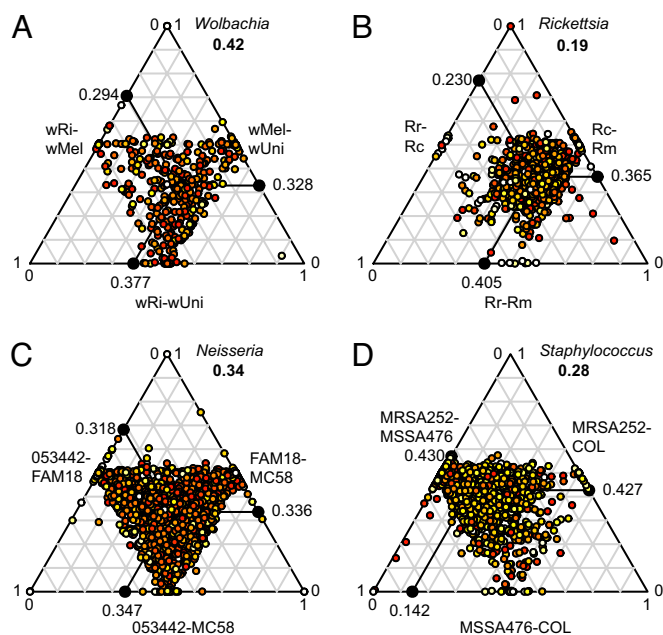 A
0 1
Wolbachia
0.42
0.294
wRi-
wMel
wMel-
wUni
0.328
1
0
0.377
1
0
wRi-wUni
B
0 1
Rickettsia
0.19
0.230
Rr-
Rc
Rc-
Rm
0.365
1
0
0.405
1
0
Rr-Rm
C
0 1
Neisseria
0.34
0.318
053442-
FAM18
FAM18-
MC58
0.336
1
0
0.347
1
0
053442-MC58
D
0 1
Staphylococcus
0.28
MRSA252-
MSSA476
0.430
MRSA252-
COL
0.427
1
0
0.142
1
0
MSSA476-COL